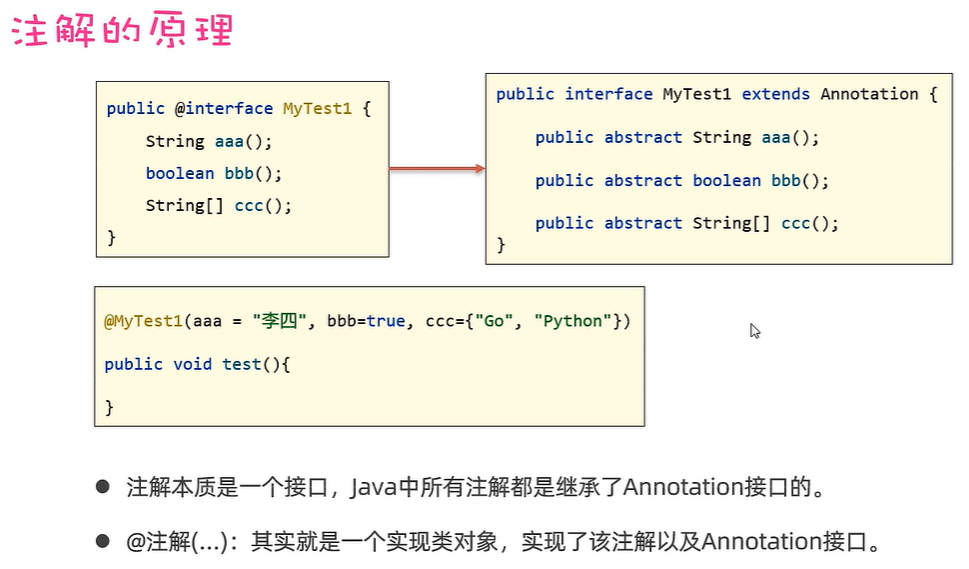 注解的原理
public @interface MyTest1 {
String aaa();
boolean bbb();
String[] ccc();
}
public interface MyTest1 extends Annotation {
public abstract String aaa();
public abstract boolean bbb();
public abstract String[] ccc();
}
@MyTest1(aaa = "李四", bbb=true, ccc={"Go", "Python"})
public void test(){
}
● 注解本质是一个接口，Java中所有注解都是继承了Annotation接口的。
● @注解(…)：其实就是一个实现类对象，实现了该注解以及Annotation接口。